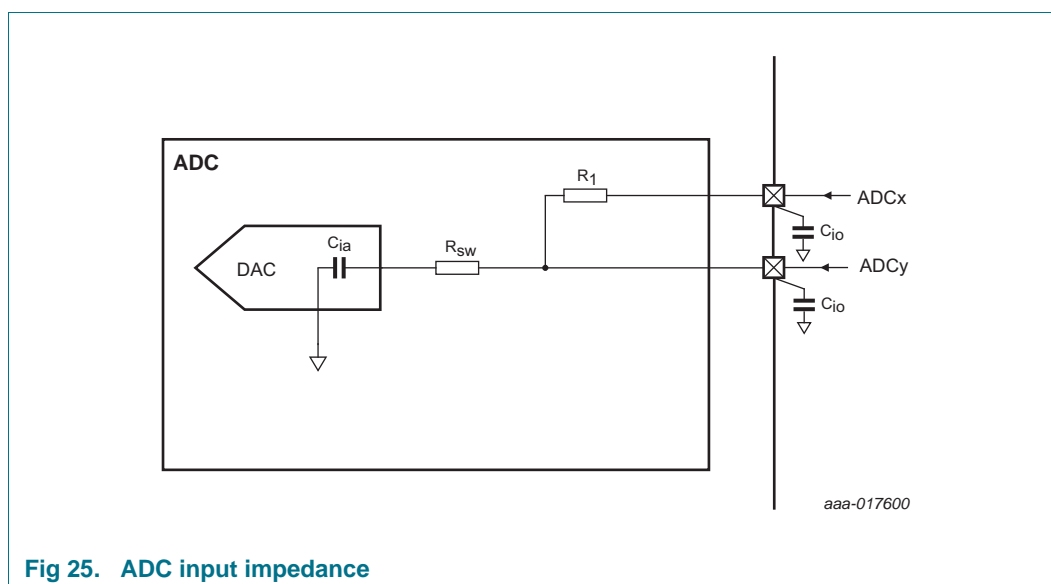 ADC
R1
ADCx
Cia
Rsw
Cio
DAC
ADCy
Cio
aaa-017600
Fig 25. ADC input impedance